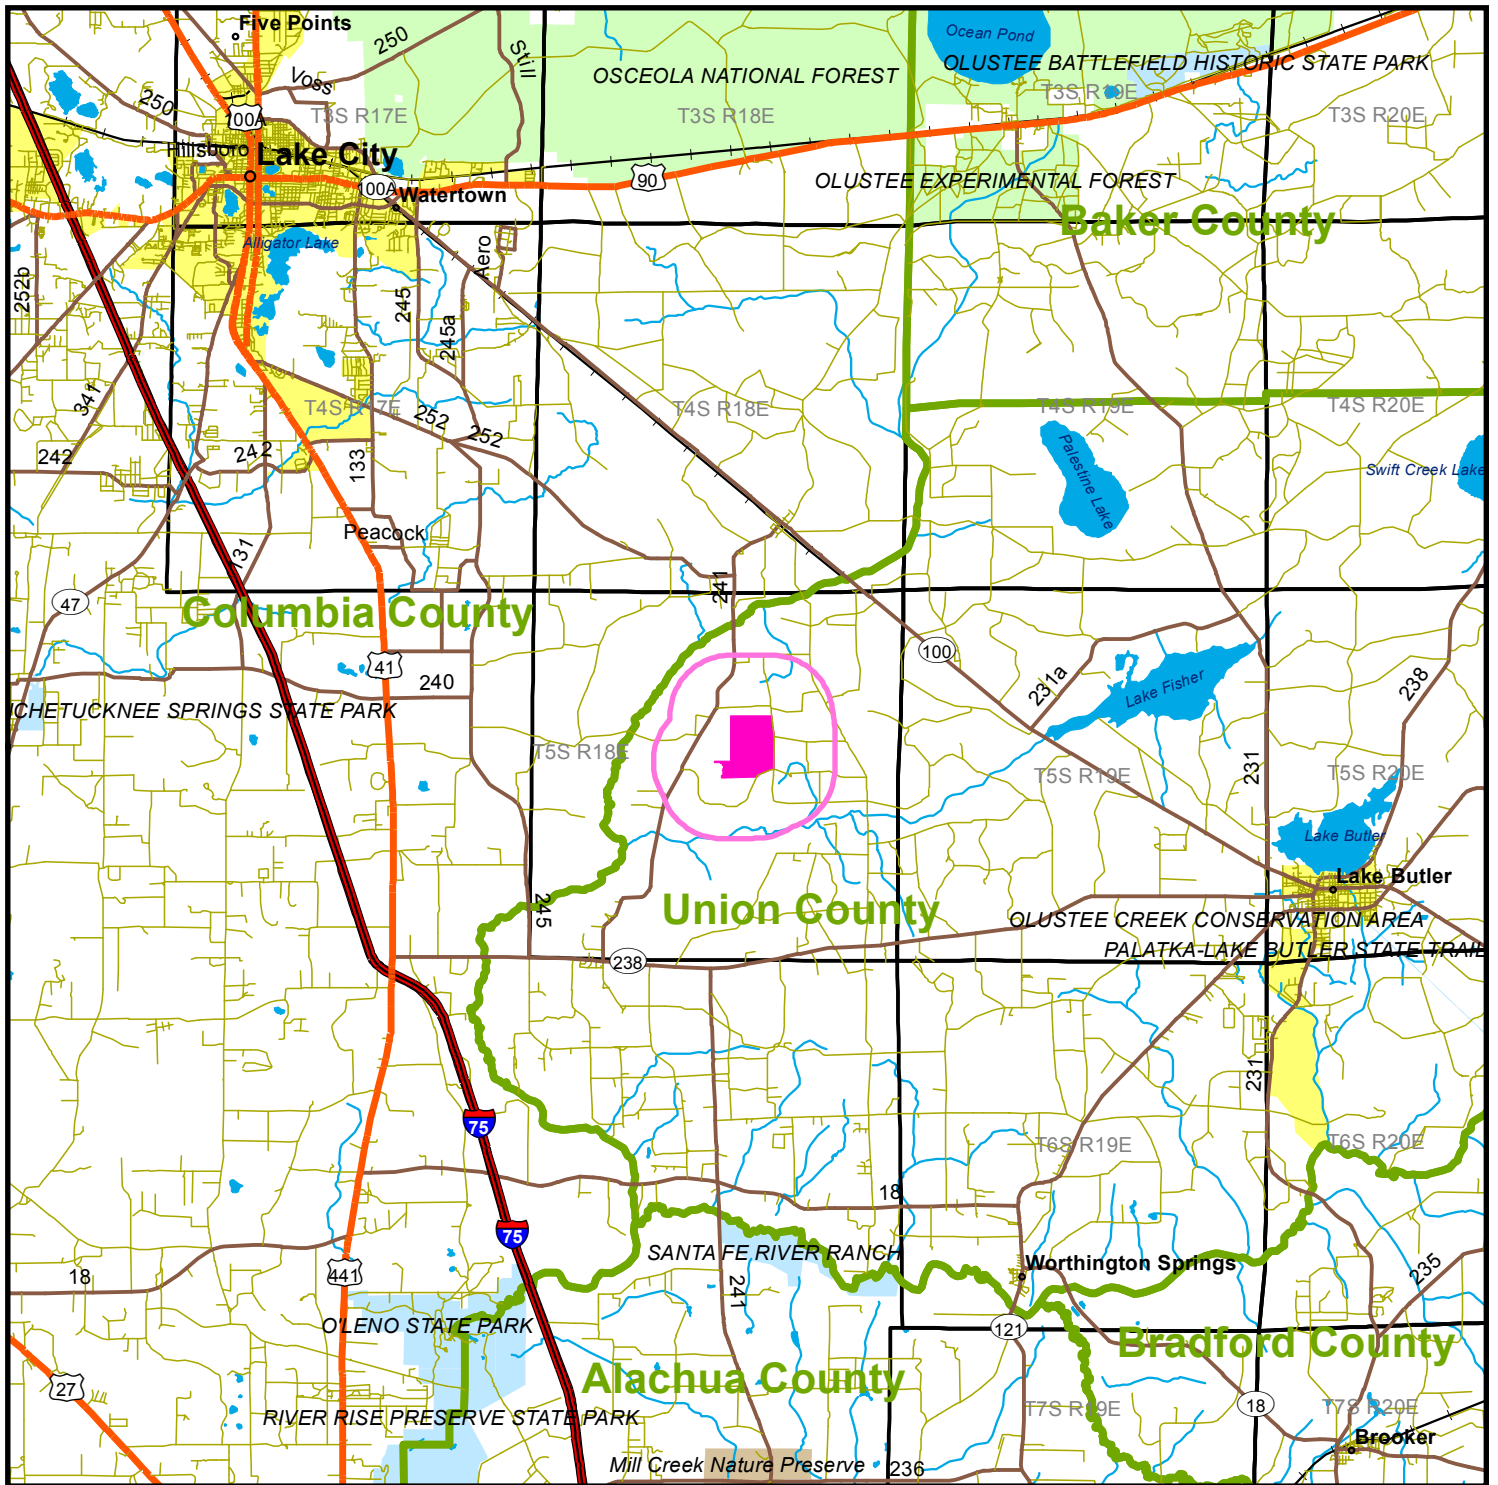 Five Points
250
Still
Ocean Pond
OLUSTEE BATTLEFIELD HISTORIC STATE PARK
OSCEOLA NATIONAL FOREST
Voss
250
T3S R17E
T3S R18E
T3S R19E
T3S R20E
100A
Hillsboro
Lake City
100A
Watertown
90
OLUSTEE EXPERIMENTAL FOREST
Baker County
Alligator Lake
Aero
252b
245
245a
341
T4S R17E
252
252
T4S R18E
T4S R19E
T4S R20E
242
242
133
Palestine Lake
Swift Creek Lake
Peacock
131
241
47
Columbia County
41
240
100
231a
Lake Fisher
238
ICHETUCKNEE SPRINGS STATE PARK
T5S R18E
T5S R19E
231
T5S R20E
Lake Butler
Lake Butler
245
Union County
OLUSTEE CREEK CONSERVATION AREA
PALATKA-LAKE BUTLER STATE TRAIL
238
231
75
T6S R19E
T6S R20E
18
75
SANTA FE RIVER RANCH
Worthington Springs
18
441
241
235
O'LENO STATE PARK
121
Bradford County
27
Alachua County
RIVER RISE PRESERVE STATE PARK
T7S R19E
18
T7S R20E
Brooker
Mill Creek Nature Preserve
236